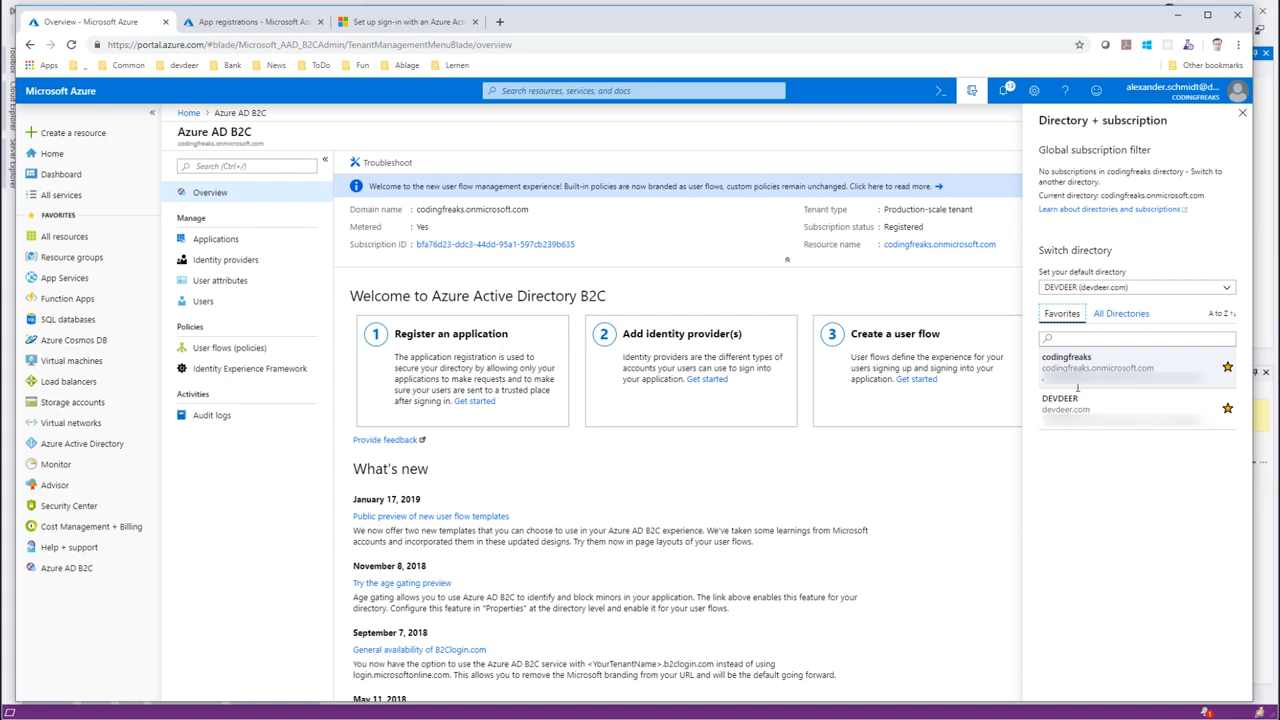 Overview - Microsoft Azure
App registrations - Microsoft Az
Set up sign-in with an Azure Acti
https://portal.azure.com/#blade/Microsoft_AAD_B2CAdmin/TenantManagementMenuBlade/overview
Apps
Common
devdeer
Bank
News
ToDo
Fun
Ablage
Lernen
Other bookmarks
Toolbox
Cloud Explorer
Server Explorer
Microsoft Azure
Search resources, services, and docs
alexander.schmidt@d...
CODINGFREAKS
Create a resource
Home
Dashboard
All services
FAVORITES
All resources
Resource groups
App Services
Function Apps
SQL databases
Azure Cosmos DB
Virtual machines
Load balancers
Storage accounts
Virtual networks
Azure Active Directory
Monitor
Advisor
Security Center
Cost Management + Billing
Help + support
Azure AD B2C
Home > Azure AD B2C
Azure AD B2C
codingfreaks.onmicrosoft.com
Search (Ctrl+/)
Overview
Manage
Applications
Identity providers
User attributes
Users
Policies
User flows (policies)
Identity Experience Framework
Activities
Audit logs
Troubleshoot
Welcome to the new user flow management experience! Built-in policies are now branded as user flows, custom policies remain unchanged. Click here to read more.
Domain name : codingfreaks.onmicrosoft.com
Metered : Yes
Subscription ID : bfa76d23-ddc3-44dd-95a1-597cb239b635
Tenant type : Production-scale tenant
Subscription status : Registered
Resource name : codingfreaks.onmicrosoft.com
Welcome to Azure Active Directory B2C
1 Register an application
The application registration is used to
secure your directory by allowing only your
applications to make requests and to make
sure your users are sent to a trusted place
after signing in. Get started
2 Add identity provider(s)
Identity providers are the different types of
accounts your users can use to sign into
your application. Get started
3 Create a user flow
User flows define the experience for your
users signing up and signing in to your
application. Get started
Provide feedback
What's new
January 17, 2019
Public preview of new user flow templates
We now offer two new templates that you can choose to use in your Azure AD B2C experience. We've taken some learnings from Microsoft
accounts and incorporated them in these updated designs. Try them now in page layouts of your user flows.
November 8, 2018
Try the age gating preview
Age gating allows you to use Azure AD B2C to identify and block minors in your application. The link above enables this feature for your
directory. Configure this feature in "Properties" at the directory level and enable it for your user flows.
September 7, 2018
General availability of B2Clogin.com
You now have the option to use the Azure AD B2C service with <YourTenantName>.b2clogin.com instead of using
login.microsoftonline.com. This allows you to remove the Microsoft branding from your URL and will be the default going forward.
May 11, 2018
Directory + subscription
Global subscription filter
No subscriptions in codingfreaks directory - Switch to
another directory.
Current directory: codingfreaks.onmicrosoft.com
Learn about directories and subscriptions
Switch directory
Set your default directory
DEVDEER (devdeer.com)
Favorites
All Directories
A to Z
codingfreaks
codingfreaks.onmicrosoft.com
DEVDEER
devdeer.com